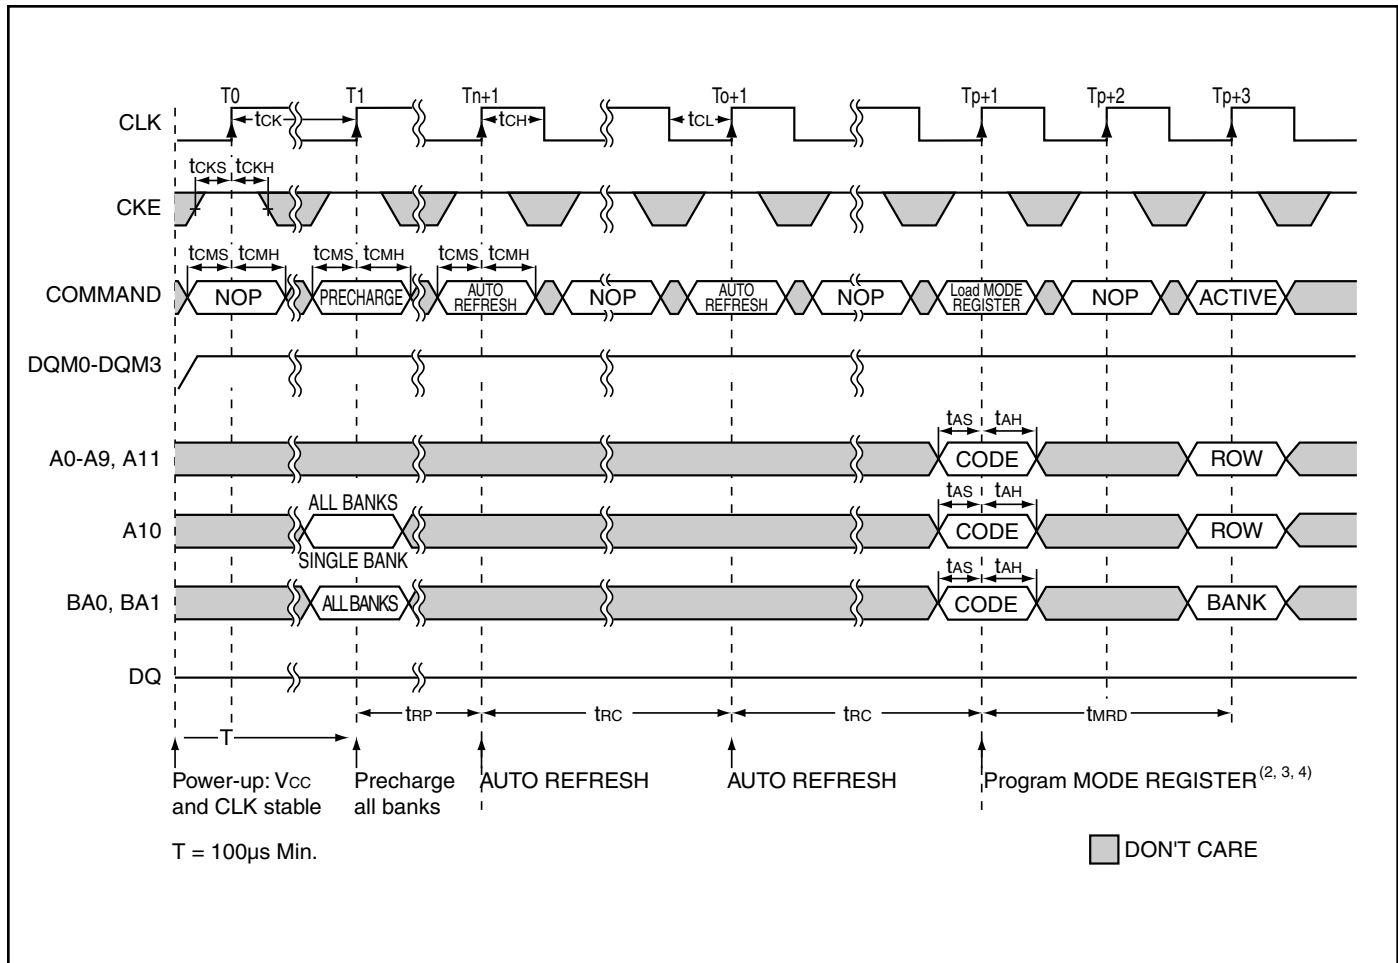 T0 T1 Tn+1 To+1 Tp+1 Tp+2 Tp+3
CLK tCK tCH tCL
tCKS tCKH
CKE
tCMS tCMH tCMS tCMH tCMS tCMH
COMMAND NOP PRECHARGE AUTO REFRESH NOP AUTO REFRESH NOP Load MODE REGISTER NOP ACTIVE
DQM0-DQM3
tAS tAH
A0-A9, A11 CODE ROW
ALL BANKS tAS tAH
A10 CODE ROW
SINGLE BANK tAS tAH
BA0, BA1 ALL BANKS CODE BANK
DQ
tRP tRC tRC tMRD
T
Power-up: VCC Precharge AUTO REFRESH AUTO REFRESH Program MODE REGISTER(2, 3, 4)
and CLK stable all banks
T = 100µs Min. DON'T CARE